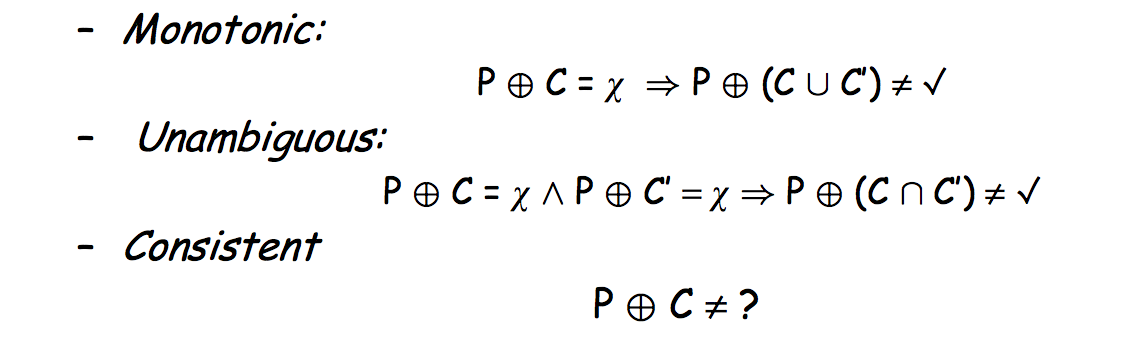 - Monotonic:
P ⊕ C = χ ⇒ P ⊕ (C ∪ C') ≠ √
- Unambiguous:
P ⊕ C = χ ∧ P ⊕ C' = χ ⇒ P ⊕ (C ∩ C') ≠ √
- Consistent
P ⊕ C ≠ ?